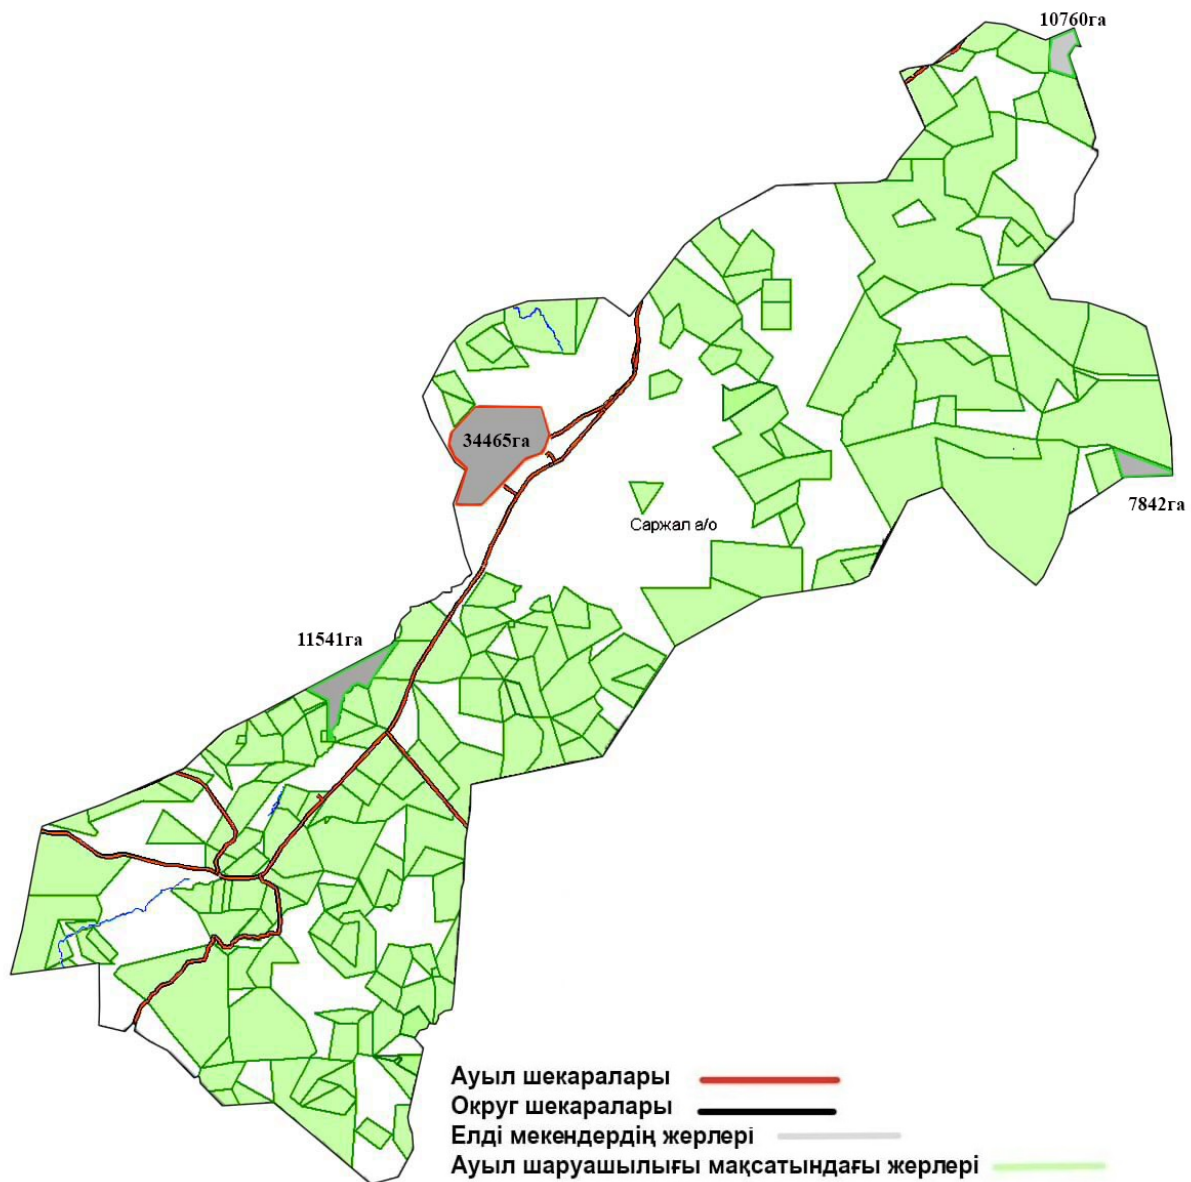 10760га
34465га
7842га
Саржал а/о
11541га
Ауыл шекаралары
Округ шекаралары
Елді мекендердің жерлері
Ауыл шаруашылығы мақсатындағы жерлері